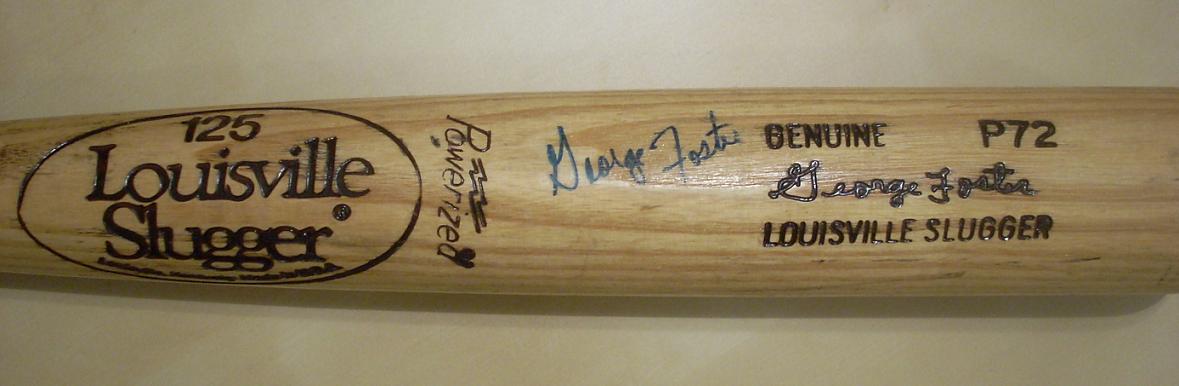 125
Louisville
Slugger®
Powerized
George Foster
GENUINE P72
George Foster
LOUISVILLE SLUGGER